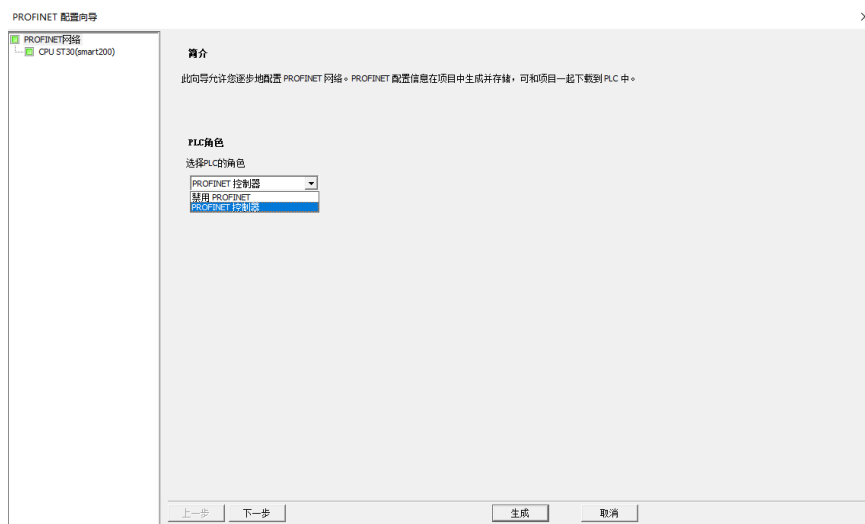 PROFINET 配置向导
PROFINET网络
CPU ST30(smart200)
简介
此向导允许您逐步地配置 PROFINET 网络。PROFINET 配置信息在项目中生成并存储，可和项目一起下载到 PLC 中。
PLC角色
选择PLC的角色
PROFINET 控制器
禁用 PROFINET
PROFINET 控制器
上一步
下一步
生成
取消